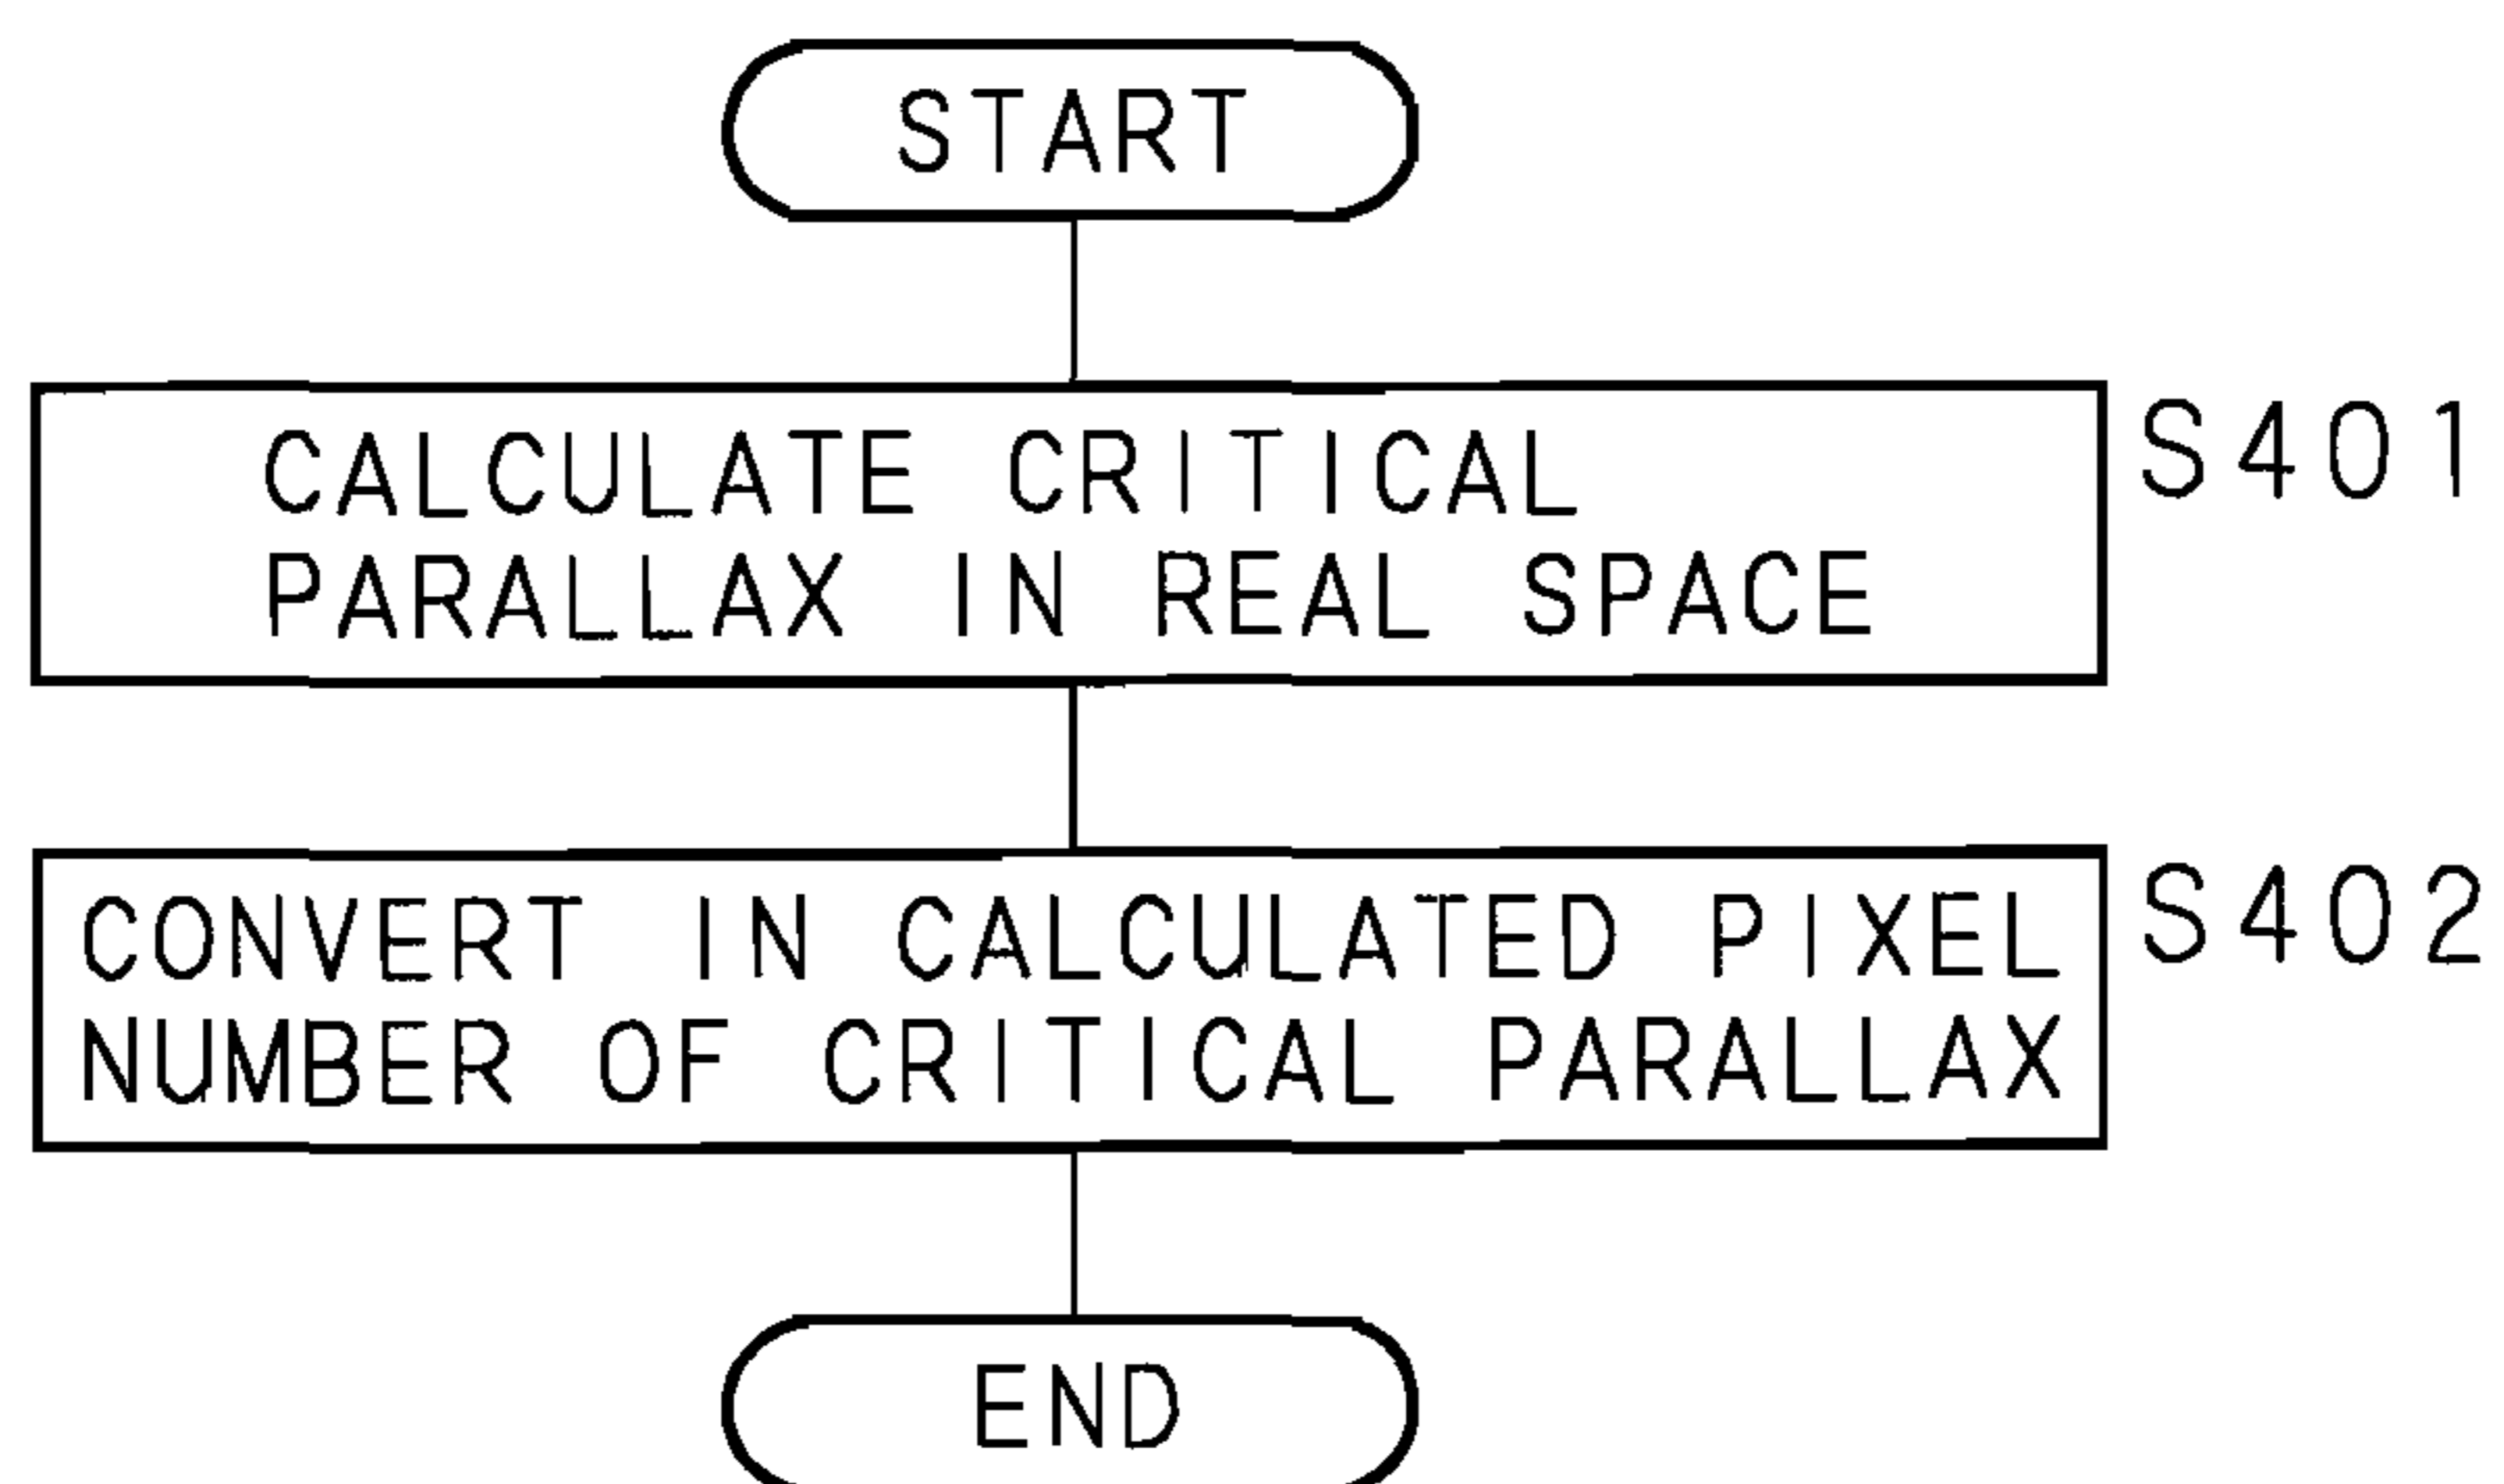 START
CALCULATE CRITICAL
PARALLAX IN REAL SPACE
S401
CONVERT IN CALCULATED PIXEL
NUMBER OF CRITICAL PARALLAX
S402
END